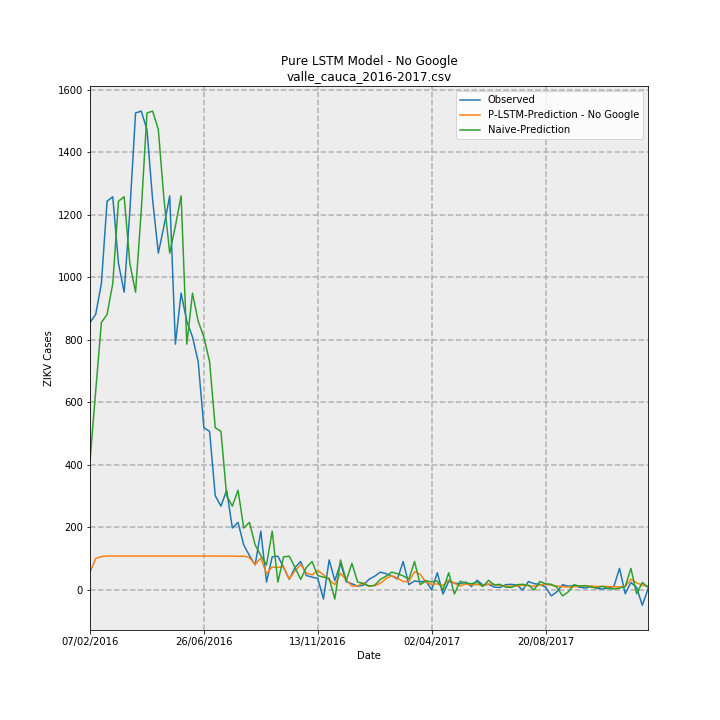 Pure LSTM Model - No Google
valle_cauca_2016-2017.csv
Observed
P-LSTM-Prediction - No Google
Naive-Prediction
1600
1400
1200
1000
800
600
400
200
0
ZIKV Cases
07/02/2016
26/06/2016
13/11/2016
02/04/2017
20/08/2017
Date